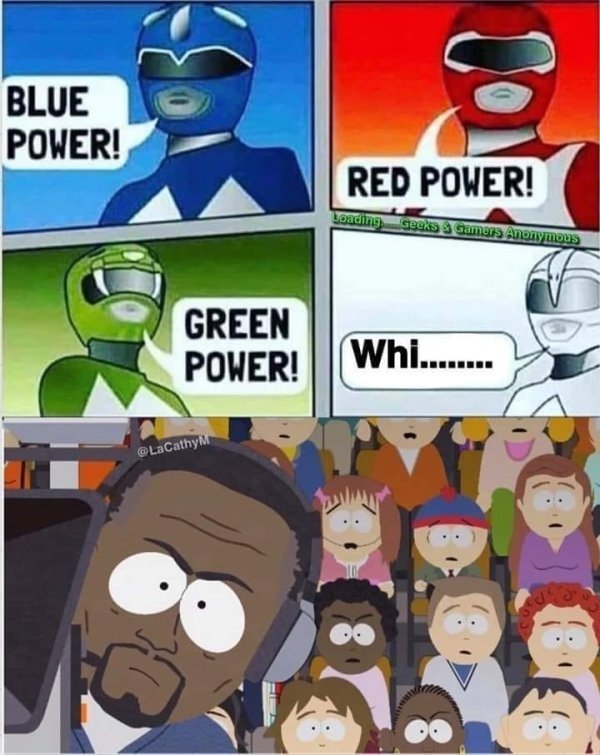 BLUE
POWER!
RED POWER!
Loading.....Geeks & Gamers Anonymous
GREEN
POWER!
Whi........
@LaCathyM